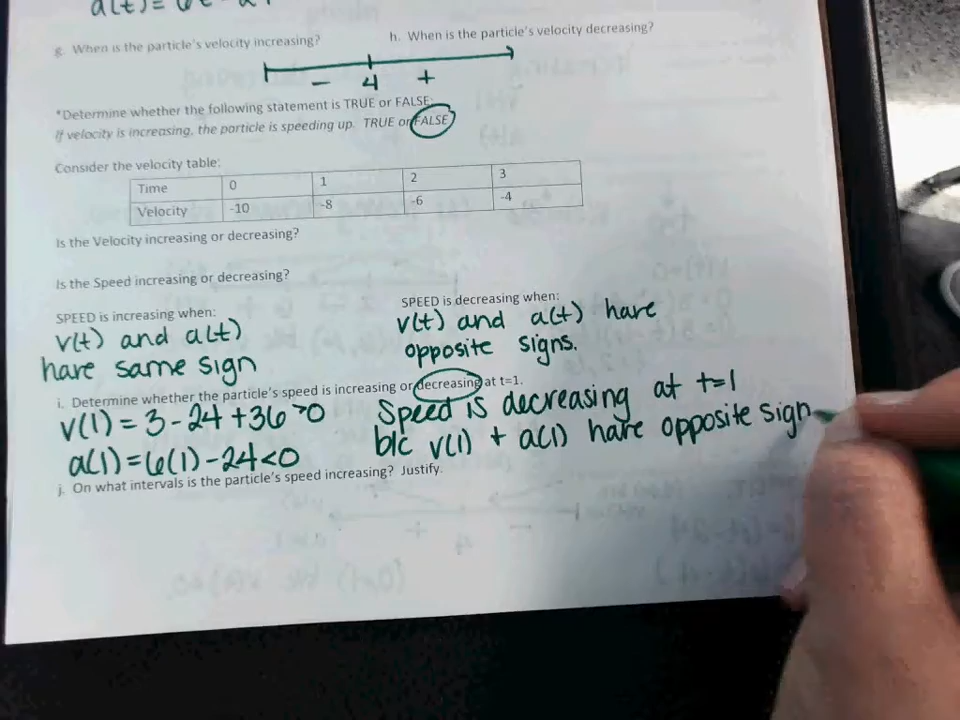 a(t) = 6t - 24
g. When is the particle's velocity increasing?
h. When is the particle's velocity decreasing?
- 4 +
*Determine whether the following statement is TRUE or FALSE:
If velocity is increasing, the particle is speeding up. TRUE or FALSE
Consider the velocity table:
Time 0 1 2 3
Velocity -10 -8 -6 -4
Is the Velocity increasing or decreasing?
Is the Speed increasing or decreasing?
SPEED is increasing when:
v(t) and a(t)
have same sign
SPEED is decreasing when:
v(t) and a(t) have
opposite signs.
i. Determine whether the particle's speed is increasing or decreasing at t=1.
v(1) = 3 - 24 + 36 > 0
a(1) = 6(1) - 24 < 0
Speed is decreasing at t=1
b/c v(1) + a(1) have opposite sign
j. On what intervals is the particle's speed increasing? Justify.